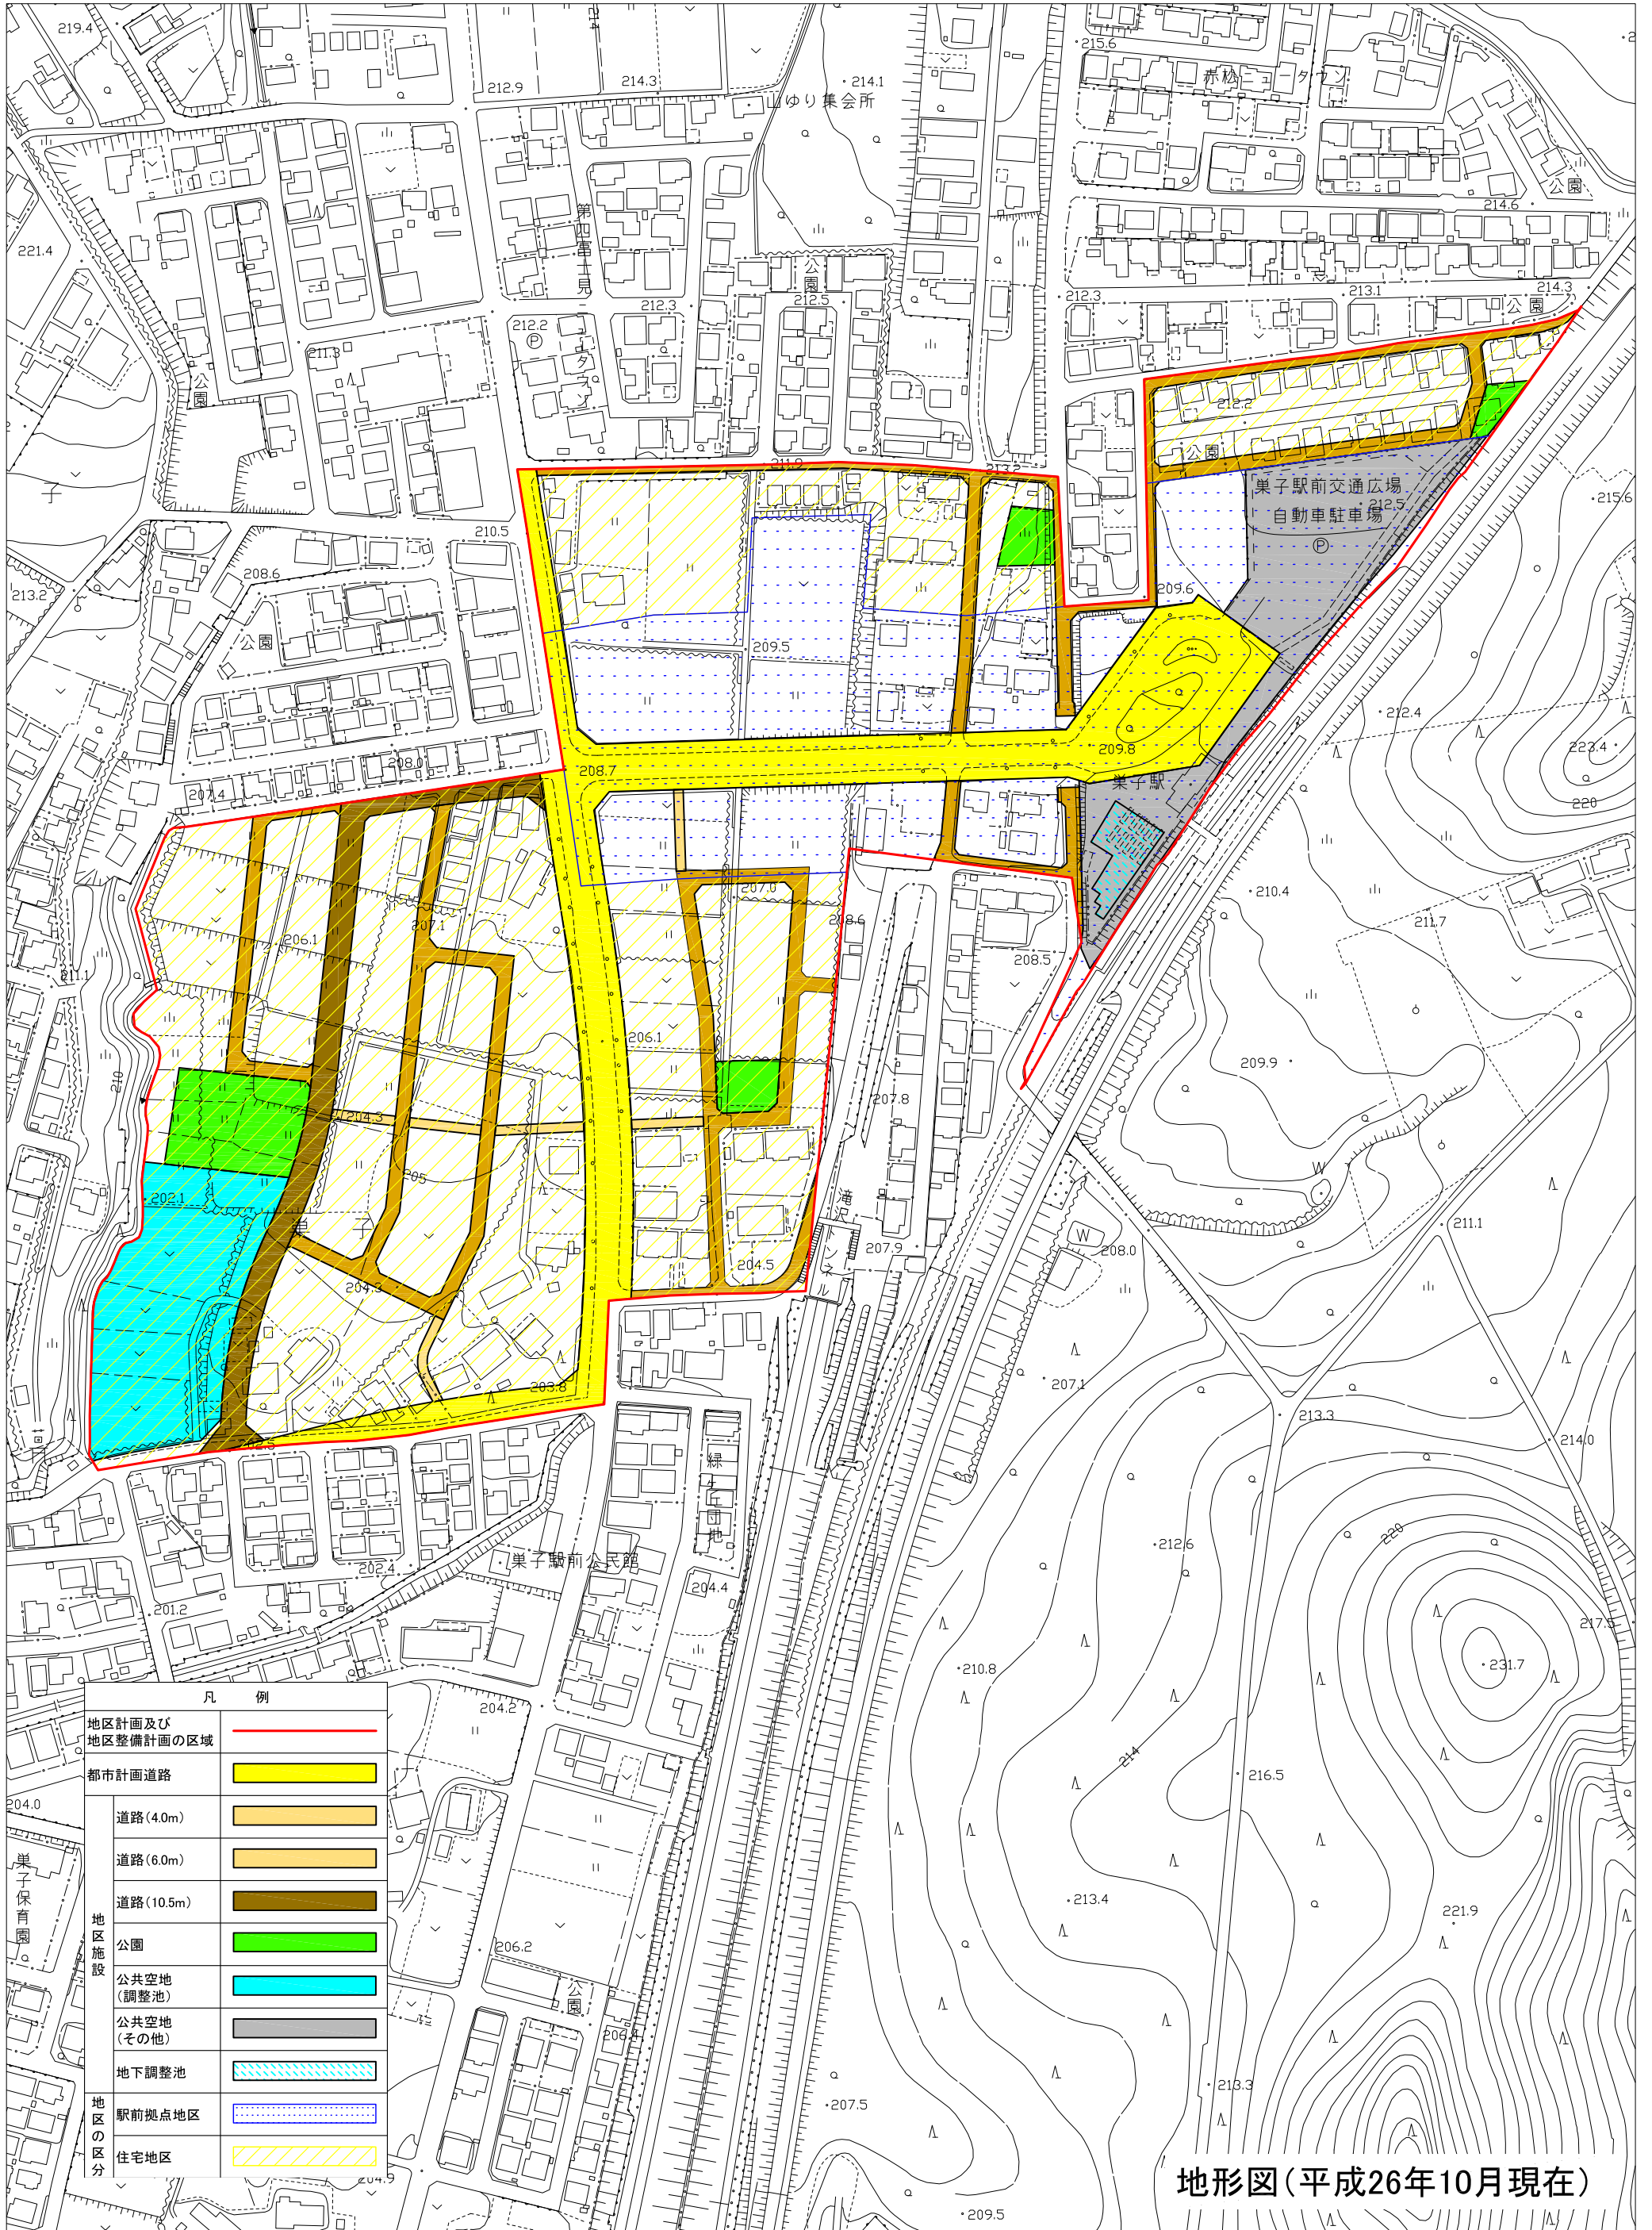 219.4
212.9
214.3
214.1
山ゆり集会所
215.6
赤松ニュータウン
公園
214.6
221.4
第四富士見ニュータウン
公園
212.5
212.3
212.2
P
211.3
公園
212.3
213.1
214.3
公園
212.2
公園
211.9
213.2
巣子駅前交通広場
自動車駐車場
212.5
P
215.6
子
210.5
208.6
213.2
公園
209.6
209.5
212.4
223.4
220
209.8
巣子駅
208.7
208.0
207.4
207.0
207.1
206.1
208.6
208.5
210.4
211.7
211.1
210
206.1
209.9
207.8
204.3
205
202.1
巣 子
W
W
211.1
208.0
207.9
滝沢トンネル
204.5
204.3
203.8
207.1
213.3
214.0
202.5
緑ケ丘団地
巣子駅前公民館
202.4
204.4
201.2
212.6
220
217.5
231.7
210.8
204.2
214
216.5
凡 例
地区計画及び
地区整備計画の区域
都市計画道路
地区施設
道路(4.0m)
道路(6.0m)
道路(10.5m)
公園
公共空地
(調整池)
公共空地
(その他)
地下調整池
地区の区分
駅前拠点地区
住宅地区
204.0
巣子保育園
206.2
公園
206.4
213.4
221.9
213.3
207.5
204.9
209.5
地形図(平成26年10月現在)